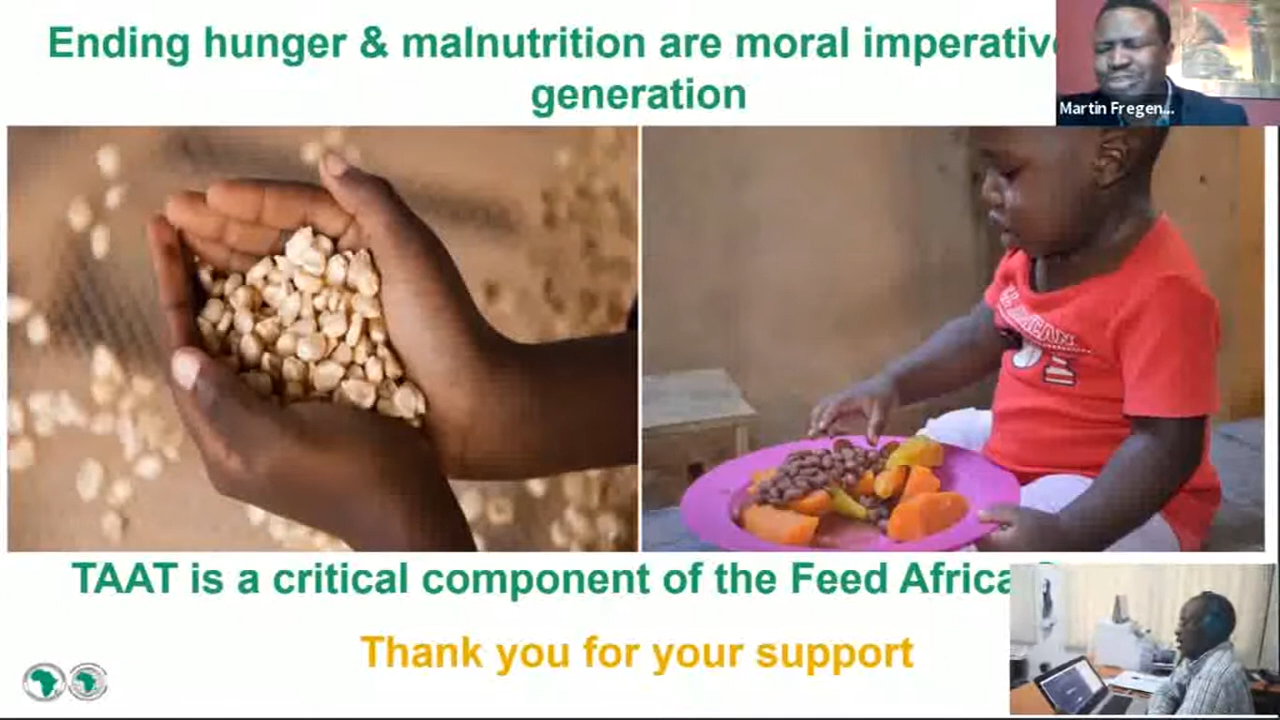 Ending hunger & malnutrition are moral imperativ
generation
Martin Fregen...
TAAT is a critical component of the Feed Africa
Thank you for your support